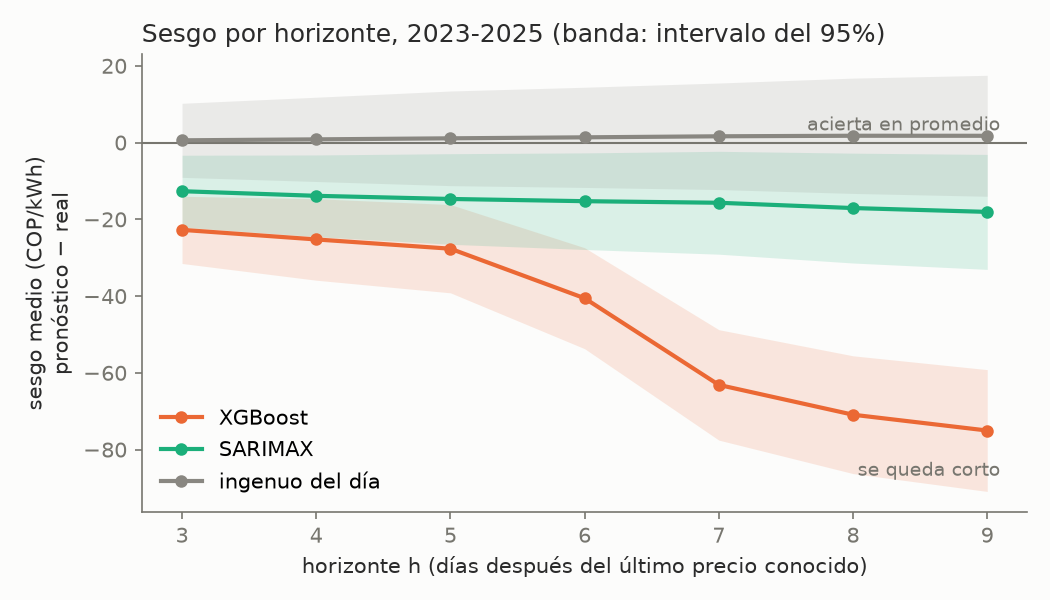 Sesgo por horizonte, 2023-2025 (banda: intervalo del 95%)
sesgo medio (COP/kWh)
pronóstico − real
20
0
−20
−40
−60
−80
acierta en promedio
se queda corto
XGBoost
SARIMAX
ingenuo del día
3 4 5 6 7 8 9
horizonte h (días después del último precio conocido)